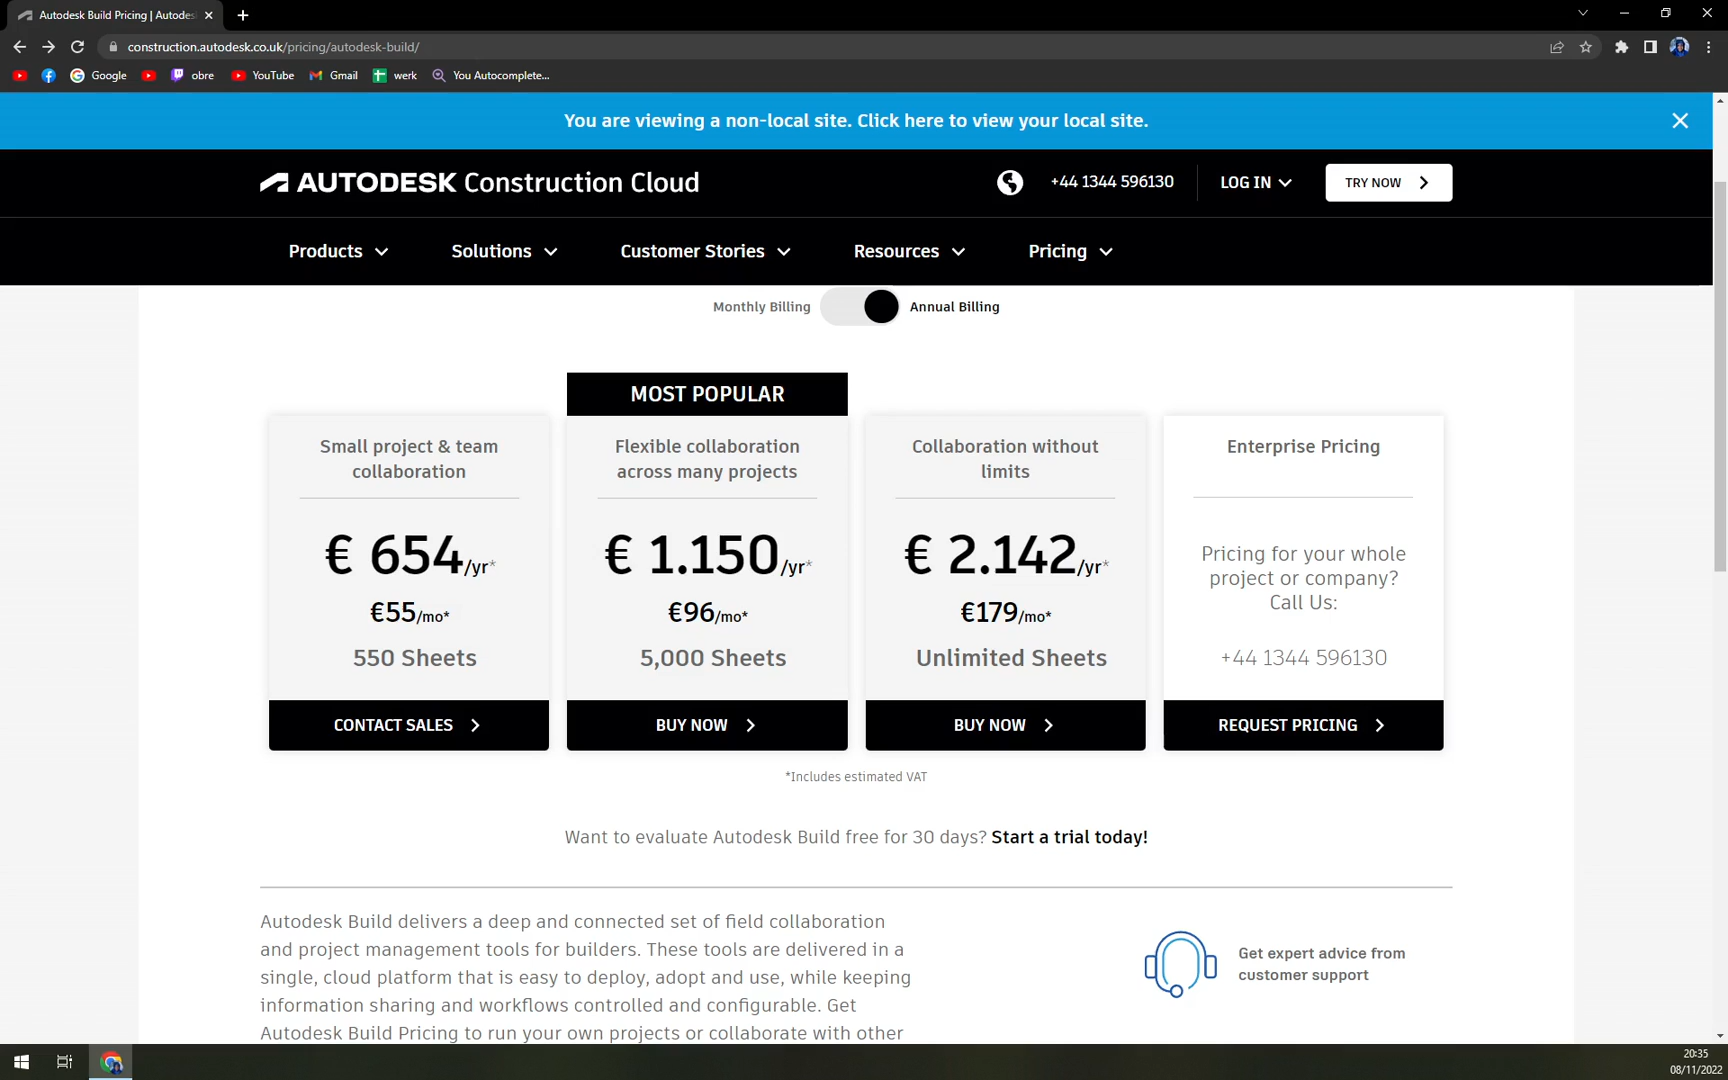 Autodesk Build Pricing | Autodes
construction.autodesk.co.uk/pricing/autodesk-build/
Google
obre
YouTube
Gmail
werk
You Autocomplete...
You are viewing a non-local site. Click here to view your local site.
AUTODESK Construction Cloud
+44 1344 596130
LOG IN
TRY NOW
Products
Solutions
Customer Stories
Resources
Pricing
Monthly Billing
Annual Billing
MOST POPULAR
Small project & team
collaboration
€ 654/yr*
€55/mo*
550 Sheets
CONTACT SALES
Flexible collaboration
across many projects
€ 1.150/yr*
€96/mo*
5,000 Sheets
BUY NOW
Collaboration without
limits
€ 2.142/yr*
€179/mo*
Unlimited Sheets
BUY NOW
Enterprise Pricing
Pricing for your whole
project or company?
Call Us:
+44 1344 596130
REQUEST PRICING
*Includes estimated VAT
Want to evaluate Autodesk Build free for 30 days? Start a trial today!
Autodesk Build delivers a deep and connected set of field collaboration
and project management tools for builders. These tools are delivered in a
single, cloud platform that is easy to deploy, adopt and use, while keeping
information sharing and workflows controlled and configurable. Get
Autodesk Build Pricing to run your own projects or collaborate with other
Get expert advice from
customer support
20:35
08/11/2022